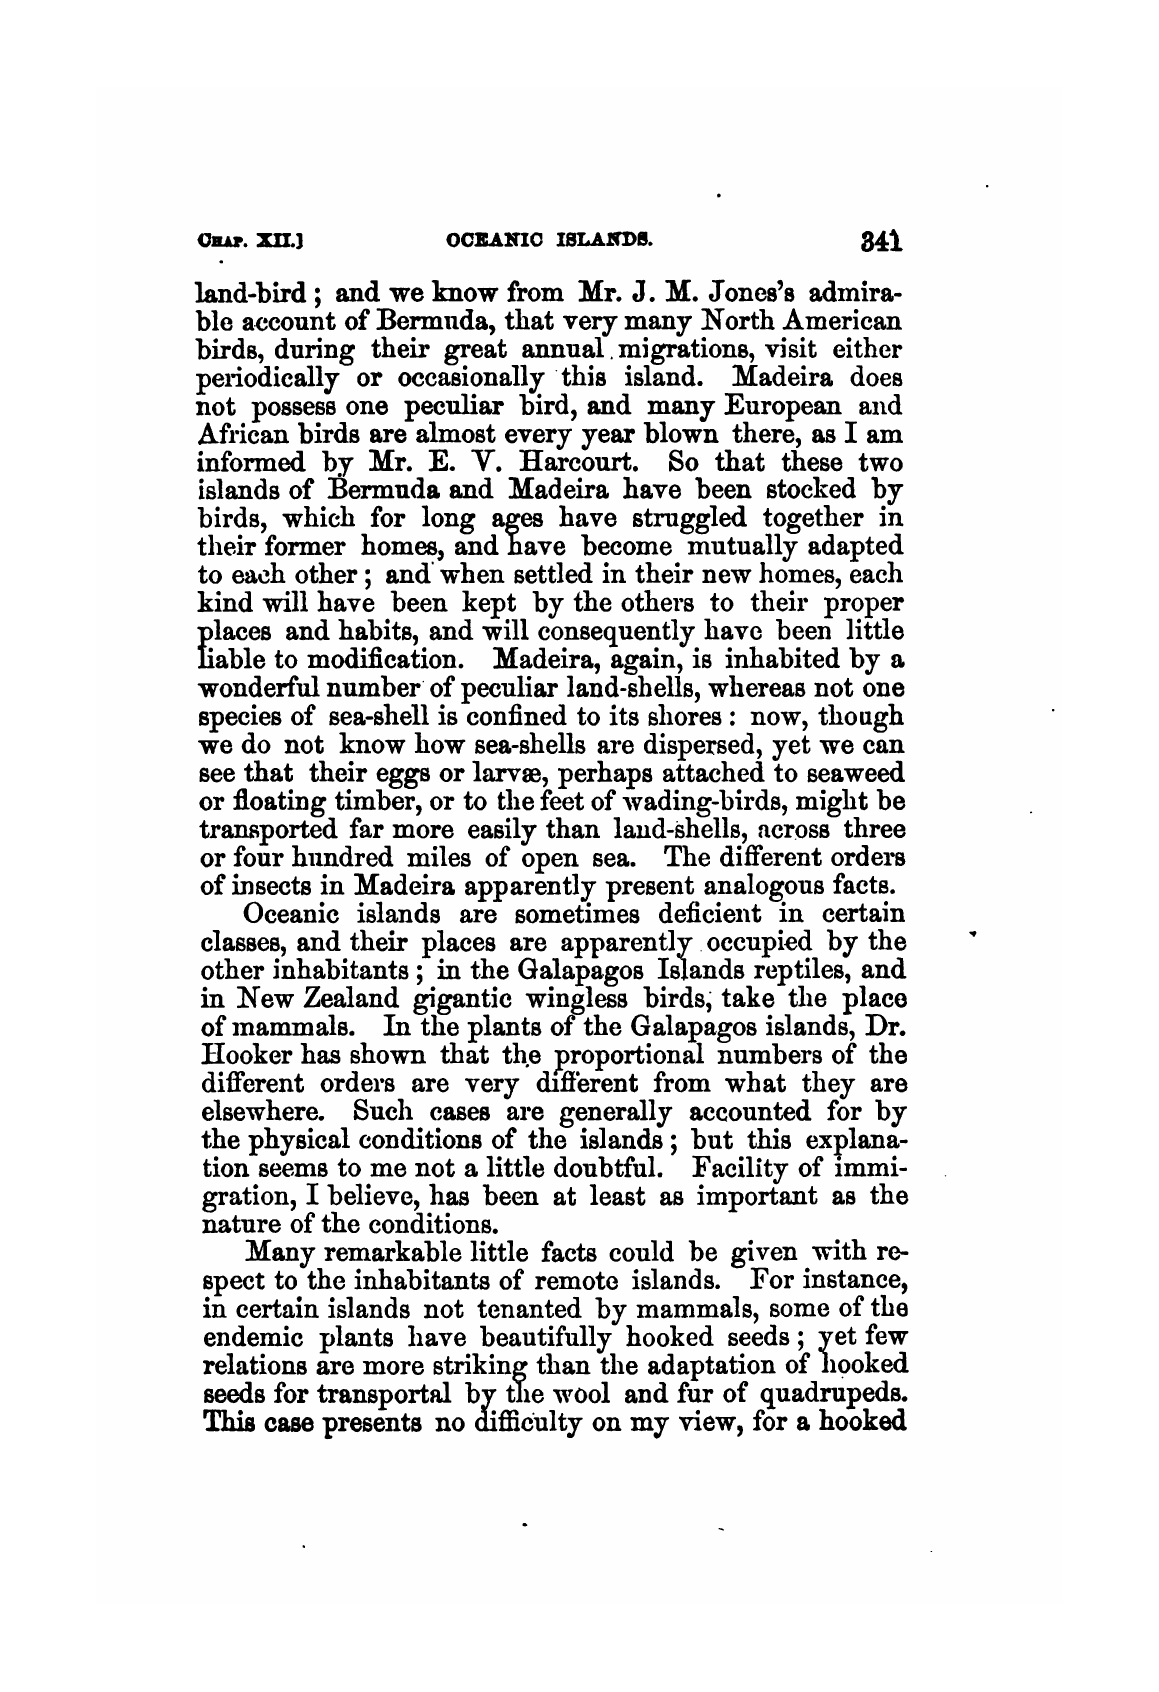 CHAP. XII.] OCEANIC ISLANDS. 341
land-bird ; and we know from Mr. J. M. Jones's admira-
ble account of Bermuda, that very many North American
birds, during their great annual migrations, visit either
periodically or occasionally this island. Madeira does
not possess one peculiar bird, and many European and
African birds are almost every year blown there, as I am
informed by Mr. E. V. Harcourt. So that these two
islands of Bermuda and Madeira have been stocked by
birds, which for long ages have struggled together in
their former homes, and have become mutually adapted
to each other ; and when settled in their new homes, each
kind will have been kept by the others to their proper
places and habits, and will consequently have been little
liable to modification. Madeira, again, is inhabited by a
wonderful number of peculiar land-shells, whereas not one
species of sea-shell is confined to its shores : now, though
we do not know how sea-shells are dispersed, yet we can
see that their eggs or larvæ, perhaps attached to seaweed
or floating timber, or to the feet of wading-birds, might be
transported far more easily than land-shells, across three
or four hundred miles of open sea. The different orders
of insects in Madeira apparently present analogous facts.
Oceanic islands are sometimes deficient in certain
classes, and their places are apparently occupied by the
other inhabitants ; in the Galapagos Islands reptiles, and
in New Zealand gigantic wingless birds, take the place
of mammals. In the plants of the Galapagos islands, Dr.
Hooker has shown that the proportional numbers of the
different orders are very different from what they are
elsewhere. Such cases are generally accounted for by
the physical conditions of the islands ; but this explana-
tion seems to me not a little doubtful. Facility of immi-
gration, I believe, has been at least as important as the
nature of the conditions.
Many remarkable little facts could be given with re-
spect to the inhabitants of remote islands. For instance,
in certain islands not tenanted by mammals, some of the
endemic plants have beautifully hooked seeds ; yet few
relations are more striking than the adaptation of hooked
seeds for transportal by the wool and fur of quadrupeds.
This case presents no difficulty on my view, for a hooked